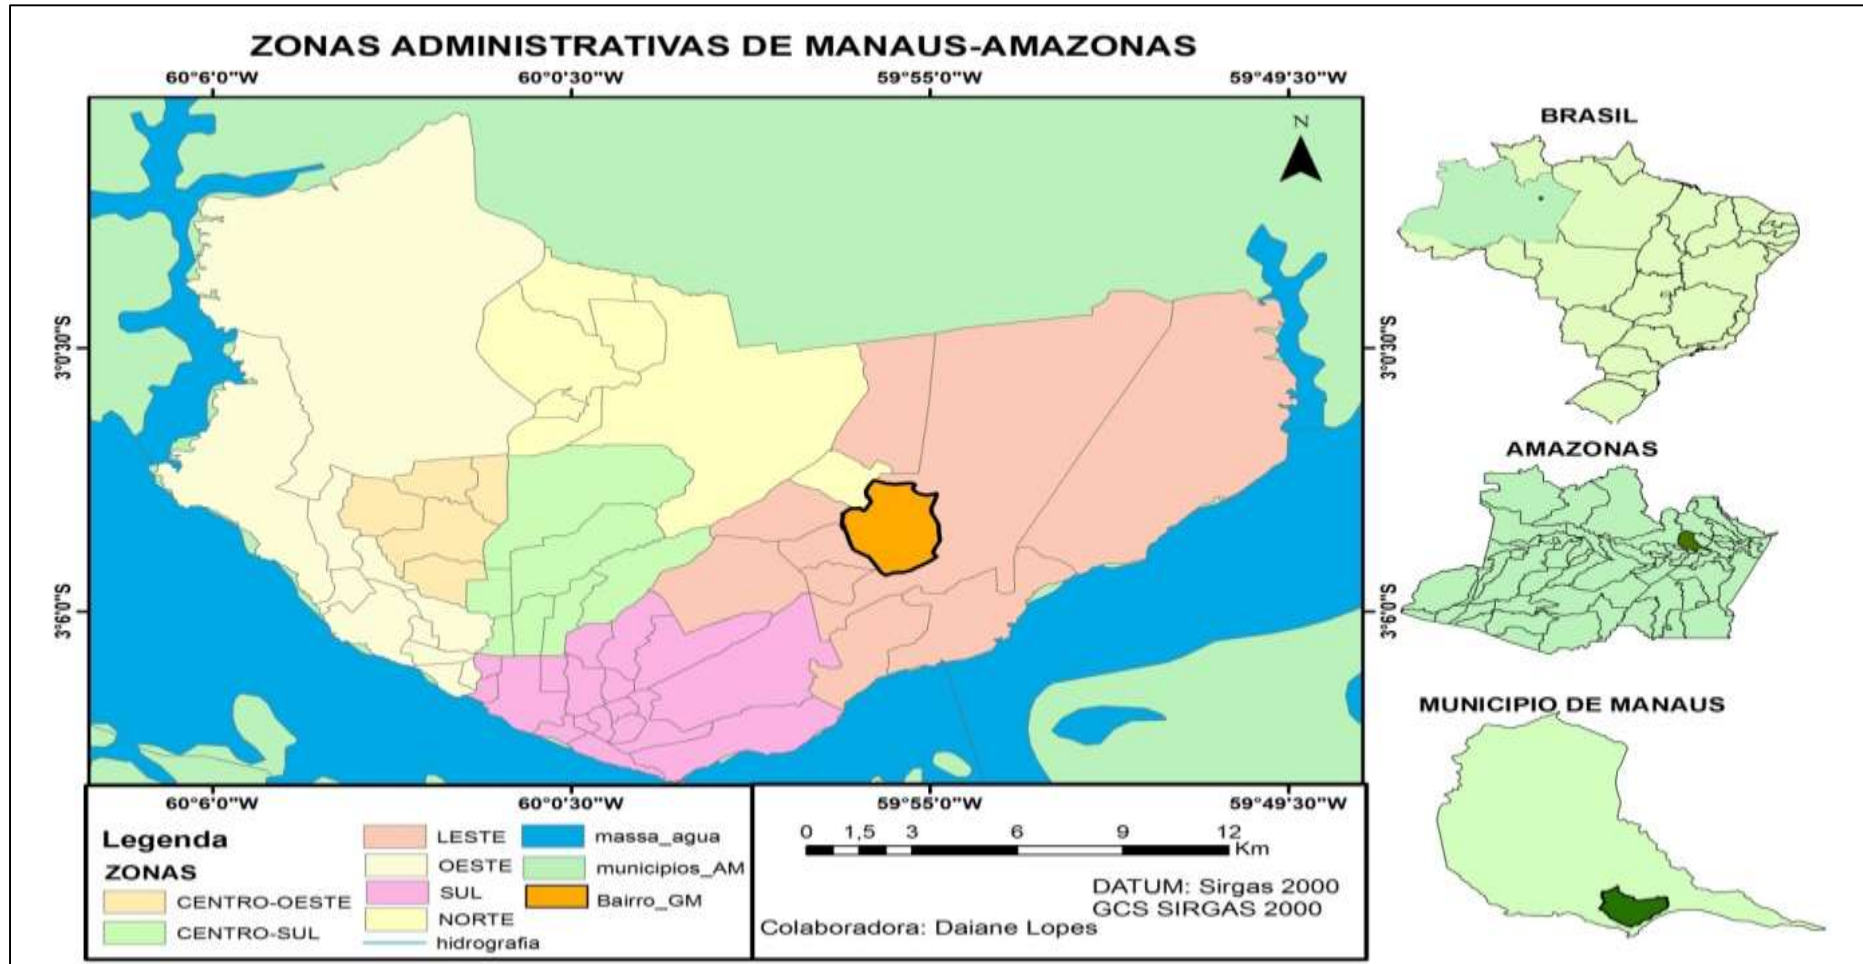 ZONAS ADMINISTRATIVAS DE MANAUS-AMAZONAS
60°6'0"W 60°0'30"W 59°55'0"W 59°49'30"W
N
3°0'30"S
3°0'30"S
3°6'0"S
3°6'0"S
60°6'0"W 60°0'30"W 59°55'0"W 59°49'30"W
BRASIL
AMAZONAS
MUNICIPIO DE MANAUS
Legenda
ZONAS
CENTRO-OESTE
CENTRO-SUL
LESTE
OESTE
SUL
NORTE
hidrografia
massa_agua
municipios_AM
Bairro_GM
0 1,5 3 6 9 12
Km
DATUM: Sirgas 2000
GCS SIRGAS 2000
Colaboradora: Daiane Lopes